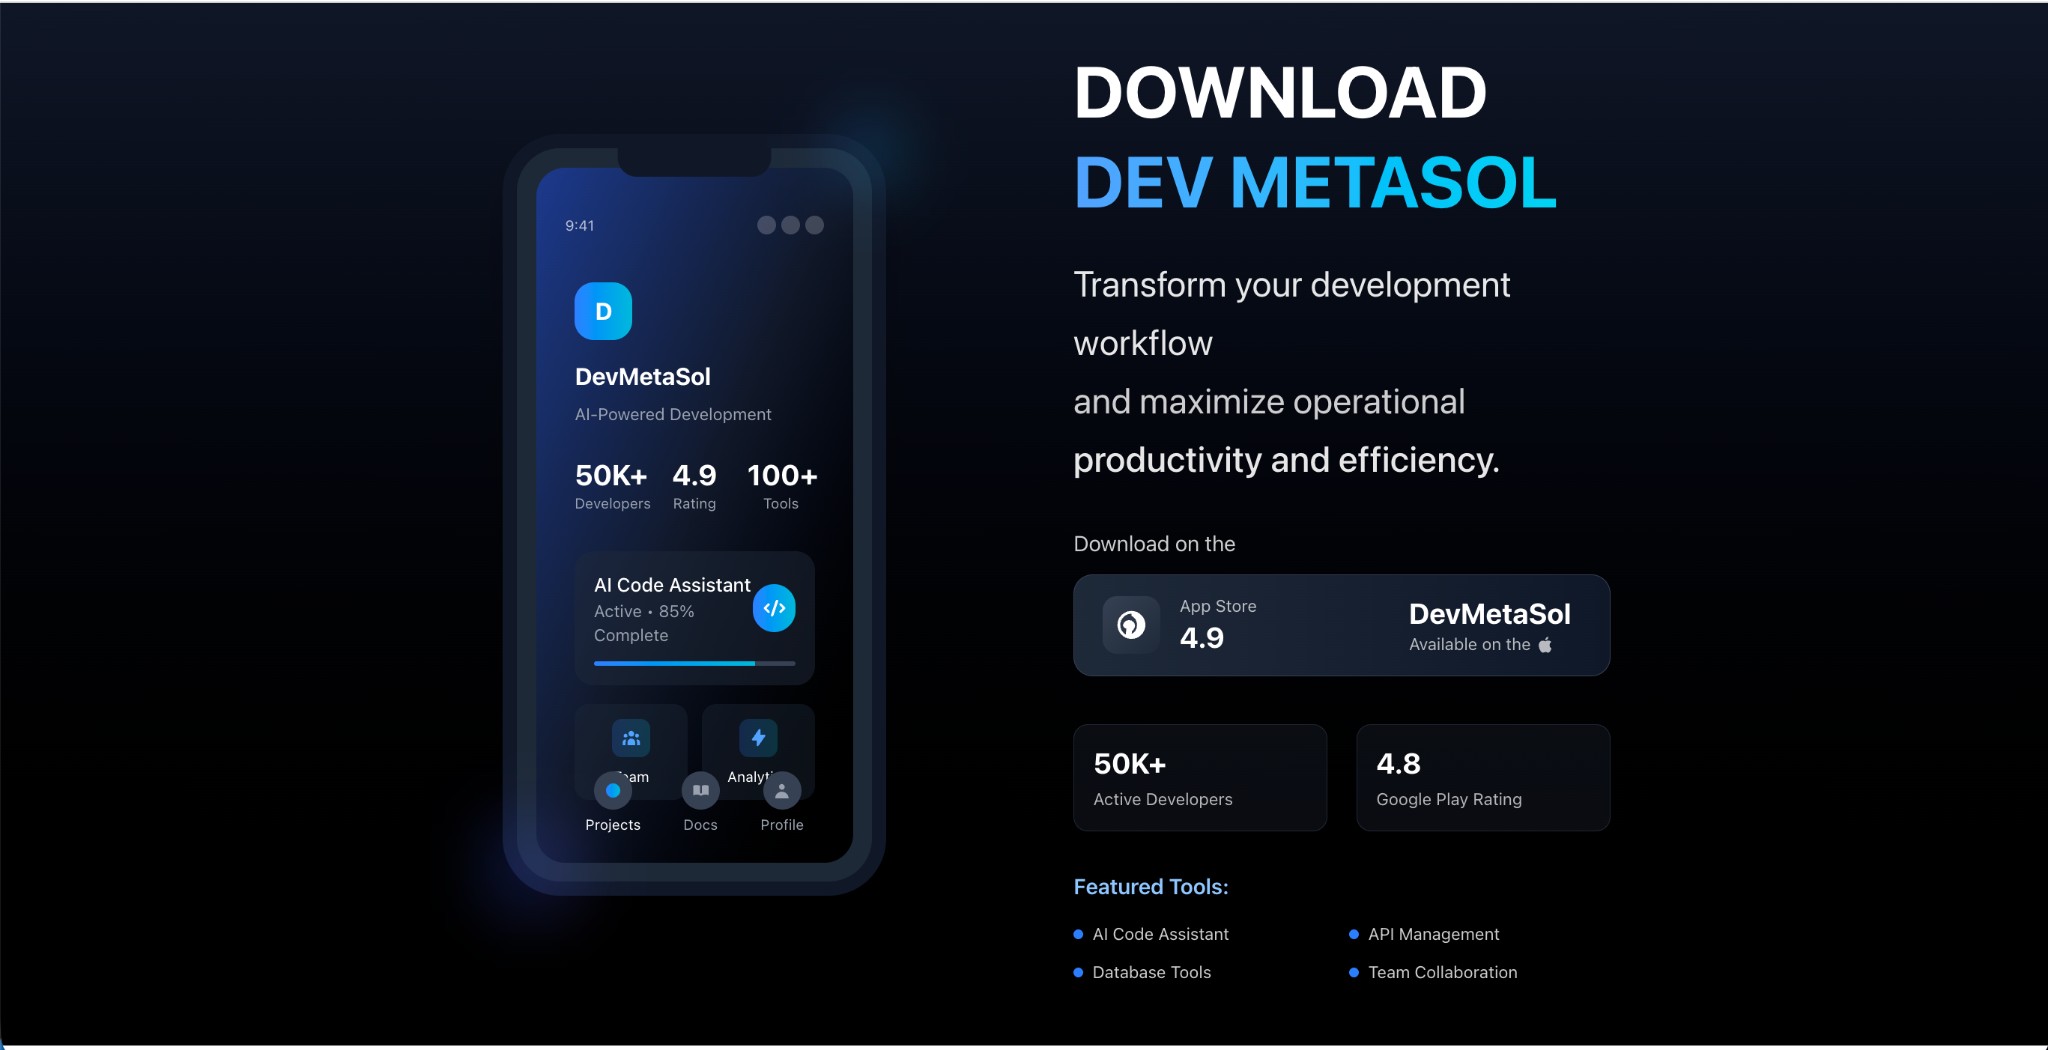 9:41
D
DevMetaSol
AI-Powered Development
50K+ 4.9 100+
Developers Rating Tools
AI Code Assistant
Active • 85%
Complete
</>
Projects Docs Profile
DOWNLOAD
DEV METASOL
Transform your development
workflow
and maximize operational
productivity and efficiency.
Download on the
App Store
4.9
DevMetaSol
Available on the
50K+
Active Developers
4.8
Google Play Rating
Featured Tools:
AI Code Assistant
API Management
Database Tools
Team Collaboration